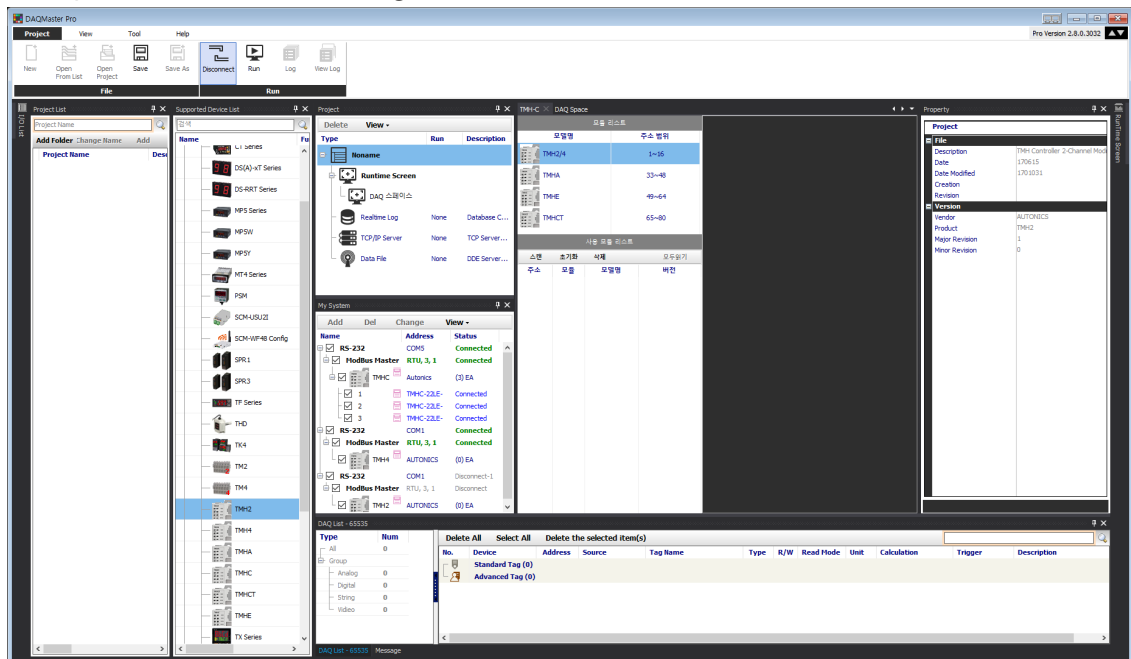 DAQMaster Pro
Project View Tool Help Pro Version 2.8.0.3032
New Open From List Open Project Save Save As Disconnect Run Log View Log
File Run
I/O List
Project List
Project Name
Add Folder Change Name Add
Project Name Desc
Supported Device List
검색
Name Fu
CT Series
DS(A)-xT Series
DS-RRT Series
MP5 Series
MP5W
MP5Y
MT4 Series
PSM
SCM-USU2I
SCM-WF48 Config
SPR1
SPR3
TF Series
THD
TK4
TM2
TM4
TMH2
TMH4
TMHA
TMHC
TMHCT
TMHE
TX Series
Project
Delete View
Type Run Description
Noname
Runtime Screen
DAQ 스페이스
Realtime Log None Database C...
TCP/IP Server None TCP Server...
Data File None DDE Server...
My System
Add Del Change View
Name Address Status
RS-232 COM5 Connected
ModBus Master RTU, 3, 1 Connected
TMHC Autonics (3) EA
1 TMHC-22LE- Connected
2 TMHC-22LE- Connected
3 TMHC-22LE- Connected
RS-232 COM1 Connected
ModBus Master RTU, 3, 1 Connected
TMH4 AUTONICS (0) EA
RS-232 COM1 Disconnect-1
ModBus Master RTU, 3, 1 Disconnect
TMH2 AUTONICS (0) EA
TMH-C DAQ Space
모듈 리스트
모델명 주소 범위
TMH2/4 1~16
TMHA 33~48
TMHE 49~64
TMHCT 65~80
사용 모듈 리스트
스캔 초기화 삭제 모두읽기
주소 모듈 모델명 버전
Property
Project
File
Description TMH Controller 2-Channel Mod
Date 170615
Date Modified 1701031
Creation
Revision
Version
Vendor AUTONICS
Product TMH2
Major Revision 1
Minor Revision 0
RunTime Screen
DAQ List - 65535
Type Num
All 0
Group
Analog 0
Digital 0
String 0
Video 0
Delete All Select All Delete the selected item(s)
No. Device Address Source Tag Name Type R/W Read Mode Unit Calculation Trigger Description
Standard Tag (0)
Advanced Tag (0)
DAQ List - 65535 Message